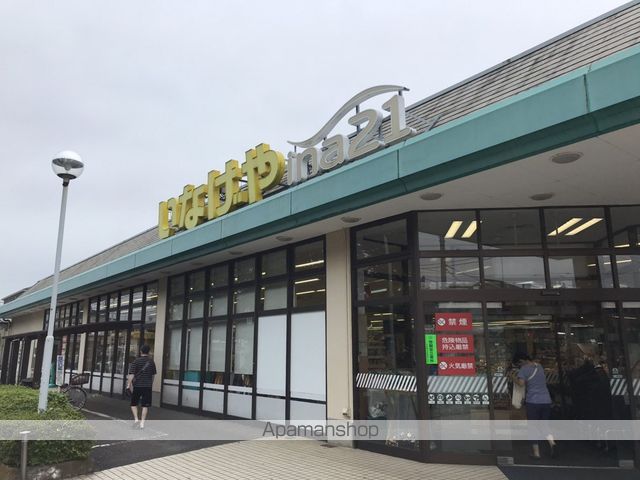 いなげや ina21
禁煙
危険物品
持込厳禁
火気厳禁
Apamanshop